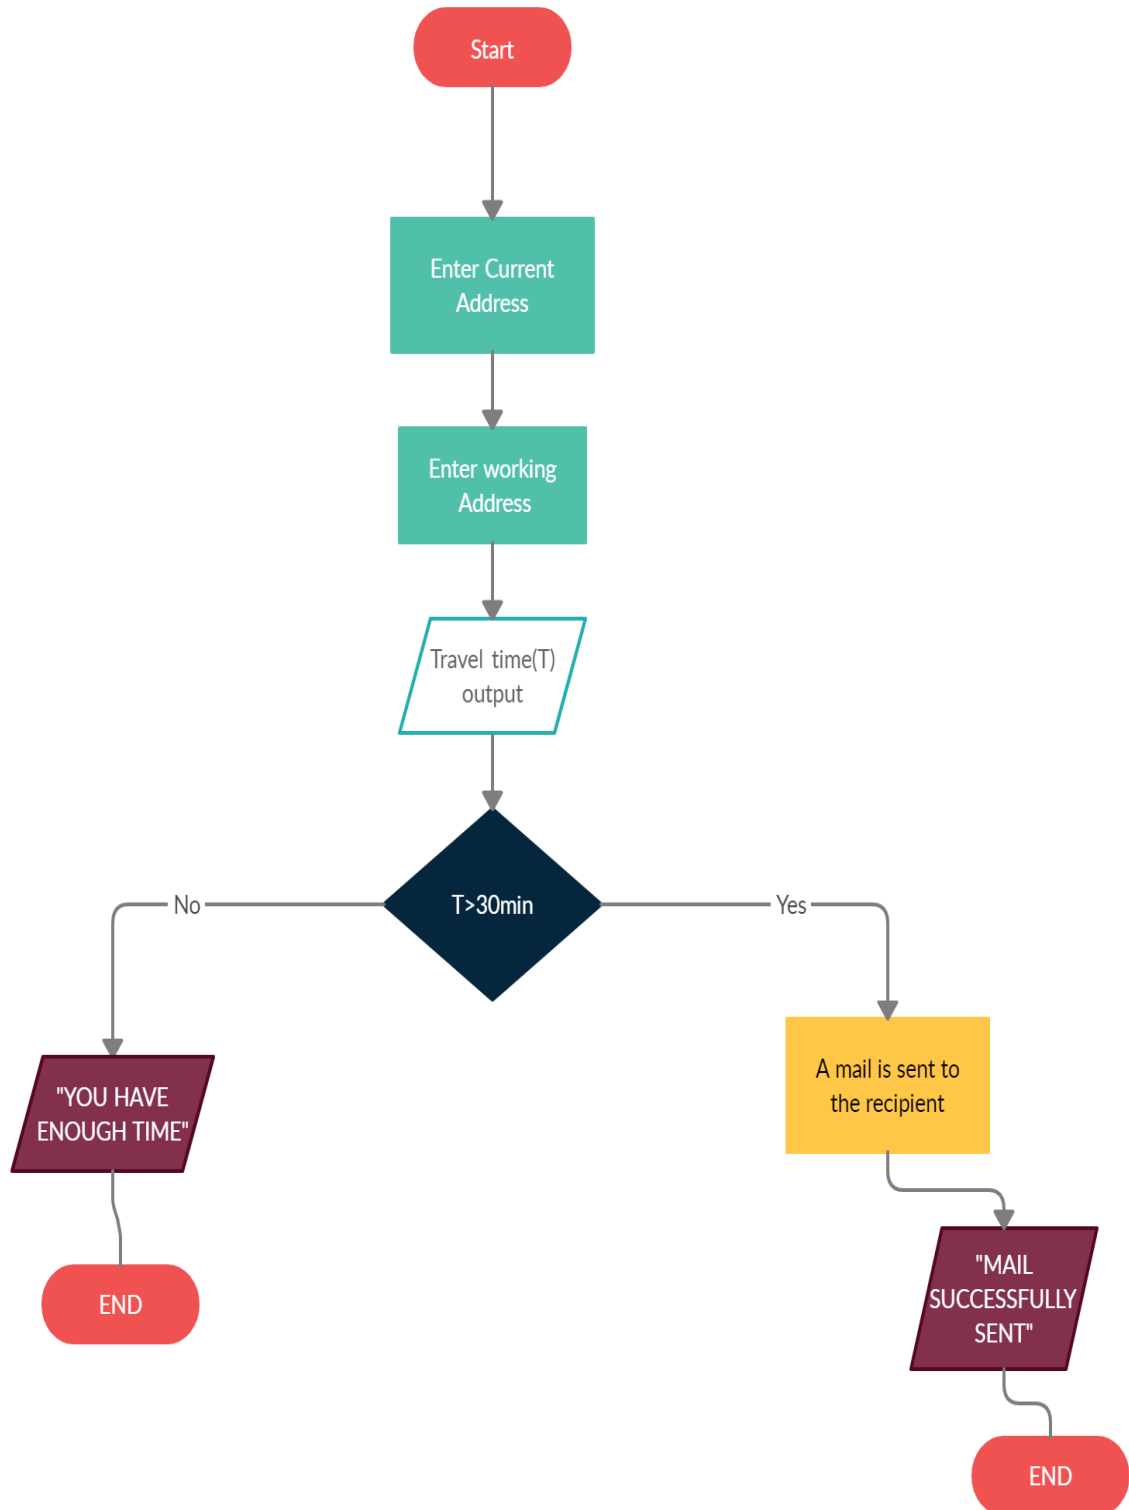 Start
Enter Current
Address
Enter working
Address
Travel time(T)
output
T>30min
No
Yes
A mail is sent to
the recipient
"YOU HAVE
ENOUGH TIME"
"MAIL
SUCCESSFULLY
SENT"
END
END